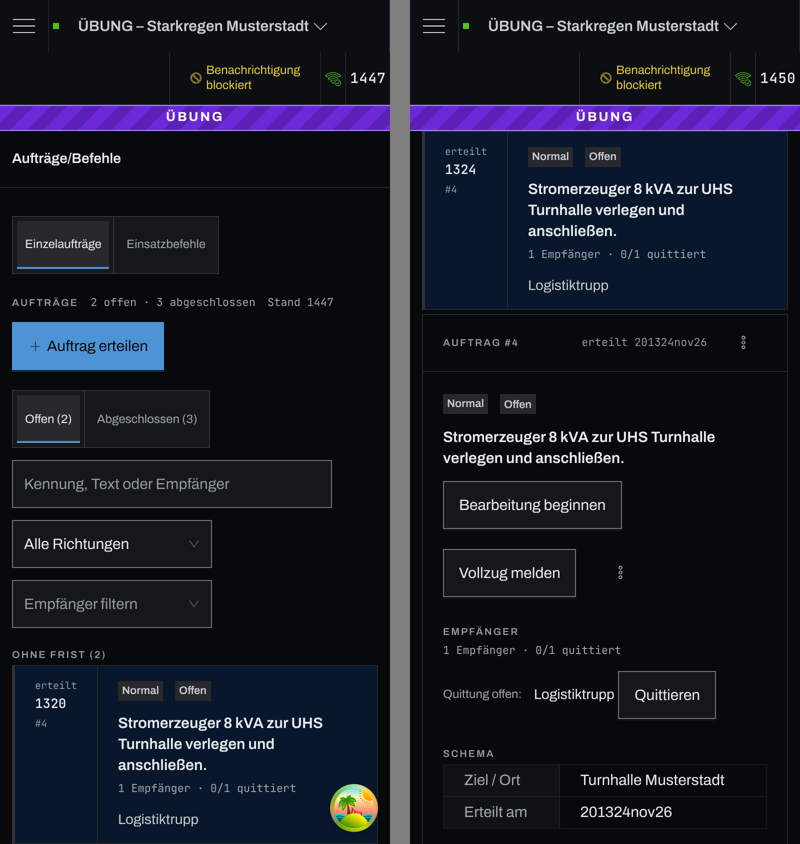 ÜBUNG – Starkregen Musterstadt
Benachrichtigung
blockiert
1447
ÜBUNG
Aufträge/Befehle
Einzelaufträge
Einsatzbefehle
AUFTRÄGE 2 offen · 3 abgeschlossen Stand 1447
+ Auftrag erteilen
Offen (2)
Abgeschlossen (3)
Kennung, Text oder Empfänger
Alle Richtungen
Empfänger filtern
OHNE FRIST (2)
erteilt
1320
#4
Normal
Offen
Stromerzeuger 8 kVA zur UHS
Turnhalle verlegen und
anschließen.
1 Empfänger · 0/1 quittiert
Logistiktrupp
ÜBUNG – Starkregen Musterstadt
Benachrichtigung
blockiert
1450
ÜBUNG
erteilt
1324
#4
Normal
Offen
Stromerzeuger 8 kVA zur UHS
Turnhalle verlegen und
anschließen.
1 Empfänger · 0/1 quittiert
Logistiktrupp
AUFTRAG #4
erteilt 201324nov26
Normal
Offen
Stromerzeuger 8 kVA zur UHS Turnhalle
verlegen und anschließen.
Bearbeitung beginnen
Vollzug melden
EMPFÄNGER
1 Empfänger · 0/1 quittiert
Quittung offen: Logistiktrupp
Quittieren
SCHEMA
Ziel / Ort
Turnhalle Musterstadt
Erteilt am
201324nov26